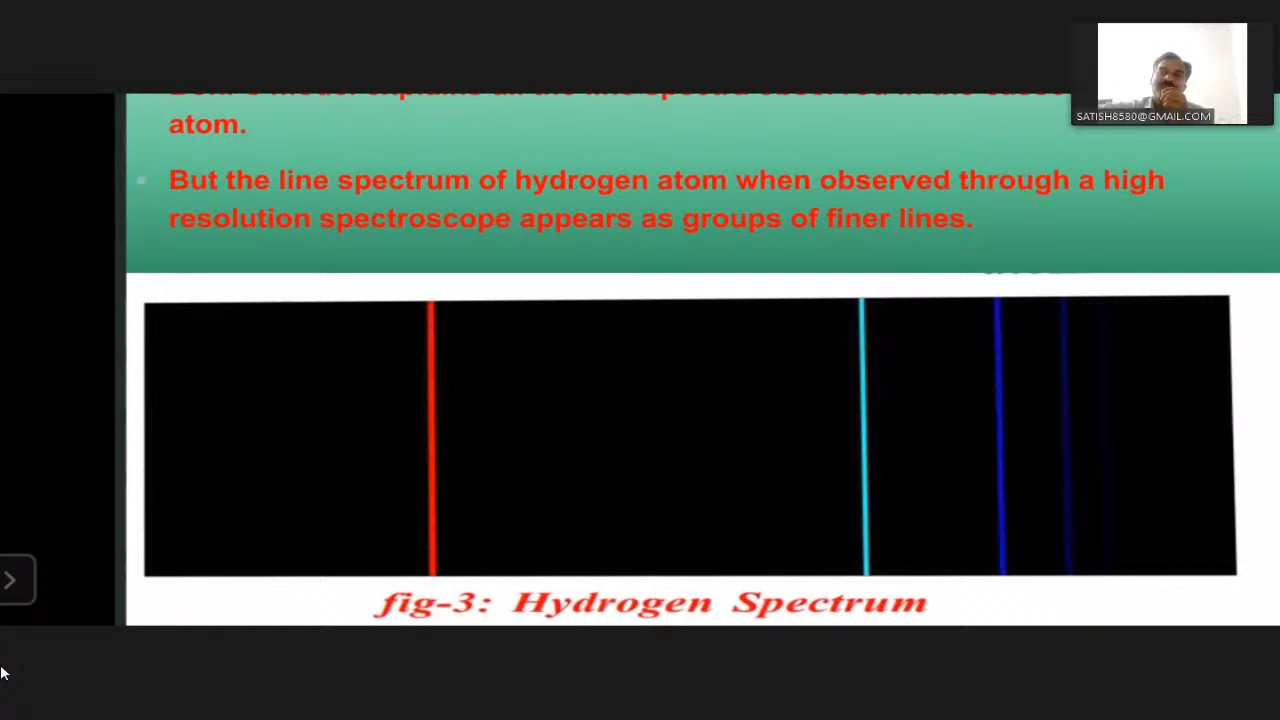 SATISH8580@GMAIL.COM
atom.
But the line spectrum of hydrogen atom when observed through a high
resolution spectroscope appears as groups of finer lines.
fig-3: Hydrogen Spectrum